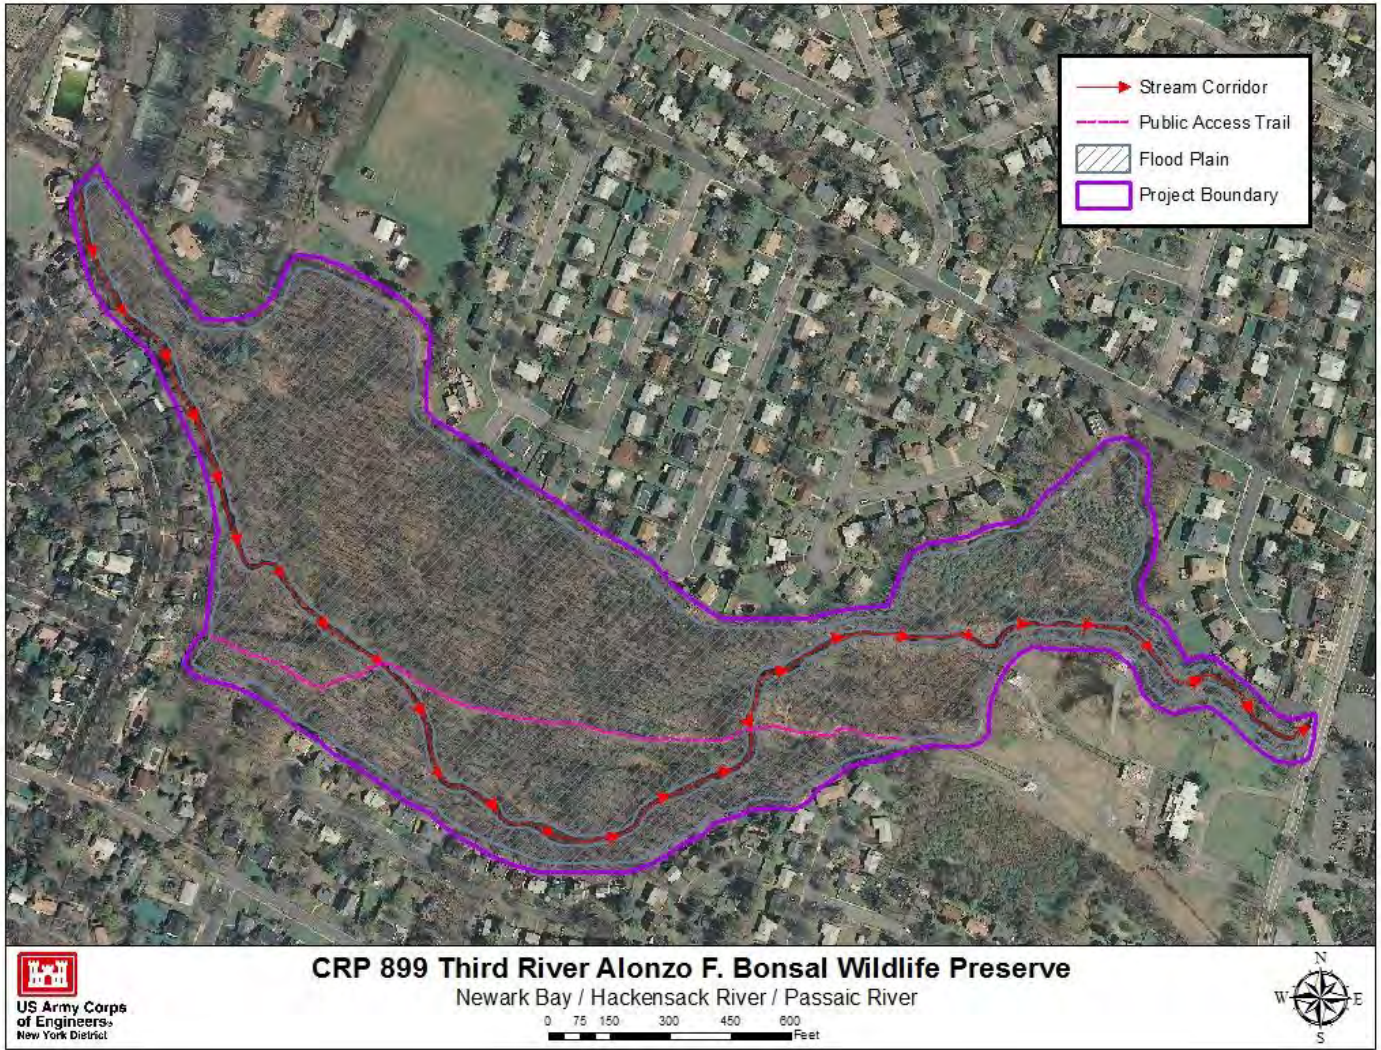 Stream Corridor
Public Access Trail
Flood Plain
Project Boundary
US Army Corps
of Engineers®
New York District
CRP 899 Third River Alonzo F. Bonsal Wildlife Preserve
Newark Bay / Hackensack River / Passaic River
0 75 150 300 450 600
Feet
N
W E
S